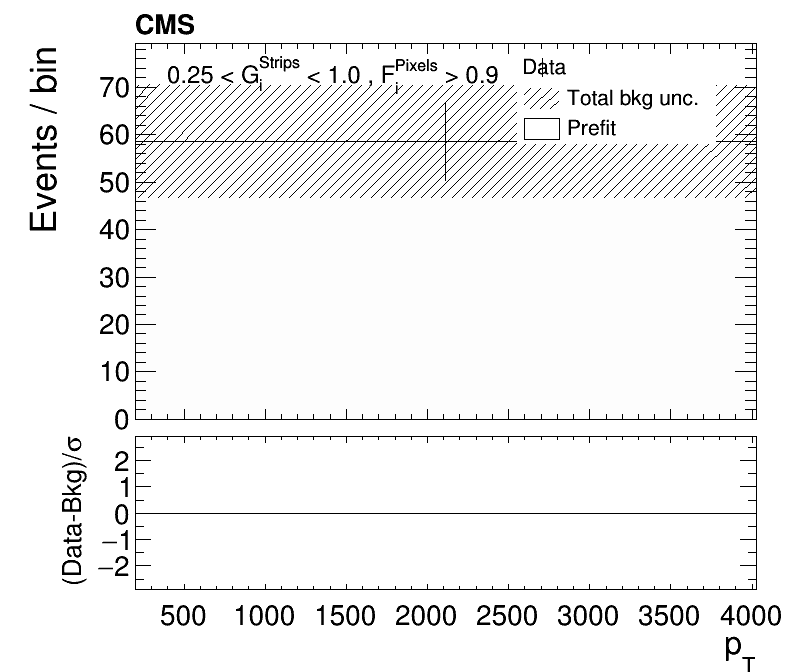 CMS
Events / bin
0.25 < G_i^Strips < 1.0 , F_i^Pixels > 0.9
Data
Total bkg unc.
Prefit
70
60
50
40
30
20
10
0
(Data-Bkg)/σ
2
1
0
−1
−2
500 1000 1500 2000 2500 3000 3500 4000
p_T